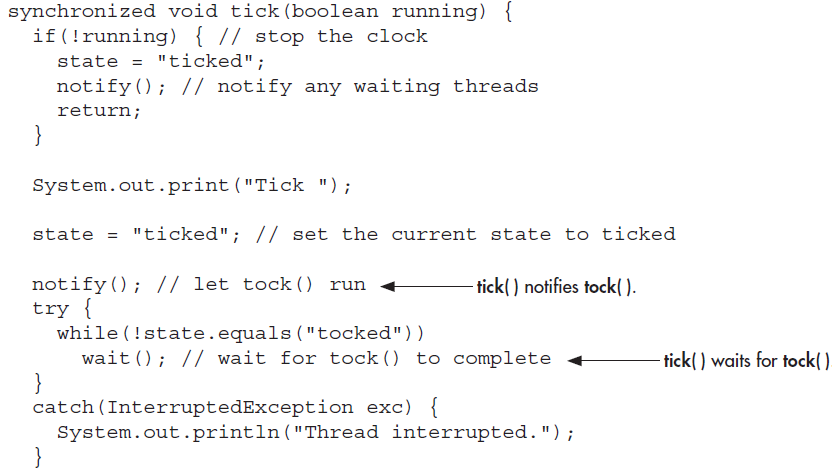 synchronized void tick(boolean running) {
if(!running) { // stop the clock
state = "ticked";
notify(); // notify any waiting threads
return;
}
System.out.print("Tick ");
state = "ticked"; // set the current state to ticked
notify(); // let tock() run tick( ) notifies tock( ).
try {
while(!state.equals("tocked"))
wait(); // wait for tock() to complete tick( ) waits for tock( )
}
catch(InterruptedException exc) {
System.out.println("Thread interrupted.");
}